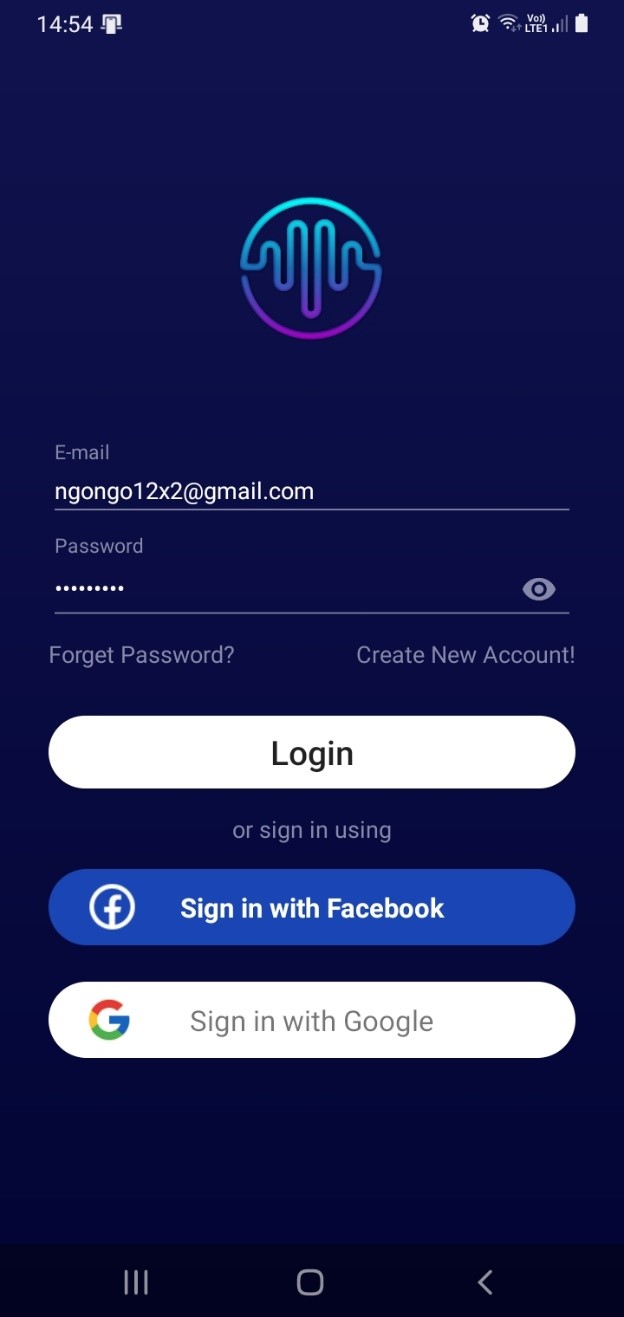 14:54
Vo))
LTE1
E-mail
ngongo12x2@gmail.com
Password
•••••••••
Forget Password?
Create New Account!
Login
or sign in using
Sign in with Facebook
Sign in with Google